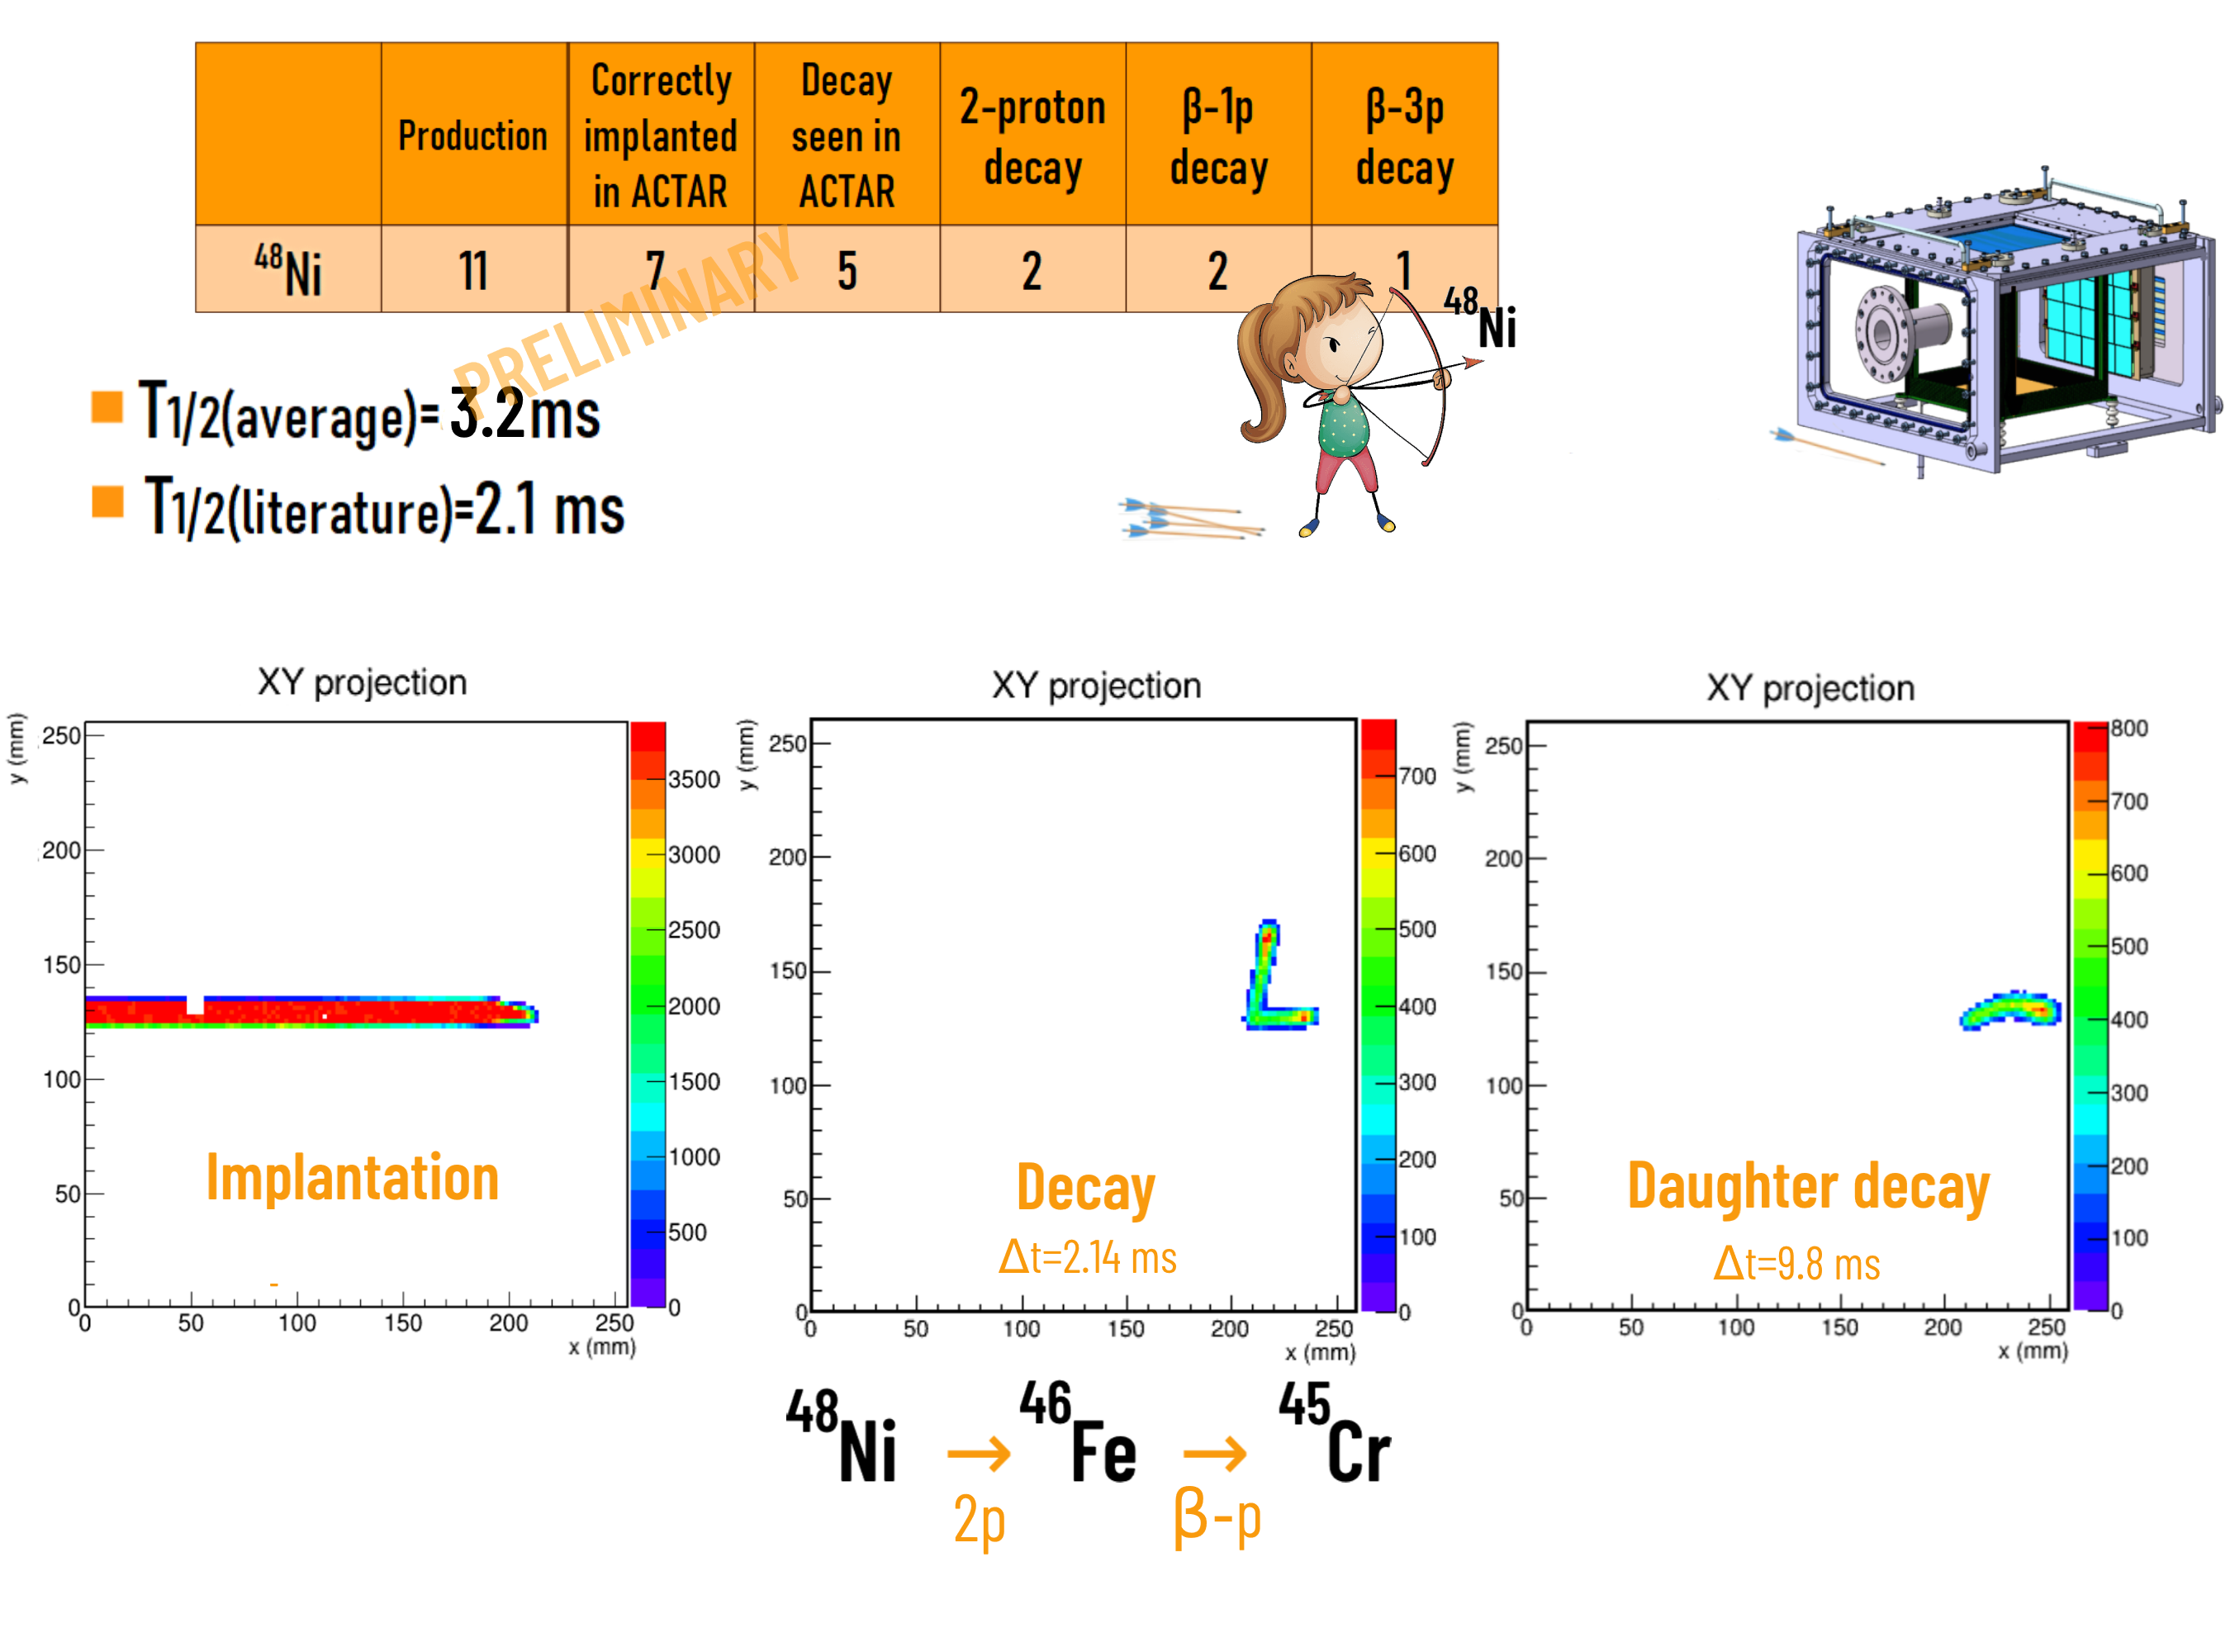 Production
Correctly
implanted
in ACTAR
Decay
seen in
ACTAR
2-proton
decay
β-1p
decay
β-3p
decay
48Ni
11
7
5
2
2
1
PRELIMINARY
T1/2(average)= 3.2ms
T1/2(literature)=2.1 ms
48Ni
XY projection
y (mm)
250
200
150
100
50
0
0 50 100 150 200 250
x (mm)
3500
3000
2500
2000
1500
1000
500
0
Implantation
XY projection
y (mm)
250
200
150
100
50
0
0 50 100 150 200 250
x (mm)
700
600
500
400
300
200
100
0
Decay
Δt=2.14 ms
XY projection
y (mm)
250
200
150
100
50
0
0 50 100 150 200 250
x (mm)
800
700
600
500
400
300
200
100
0
Daughter decay
Δt=9.8 ms
48Ni → 46Fe → 45Cr
2p β-p